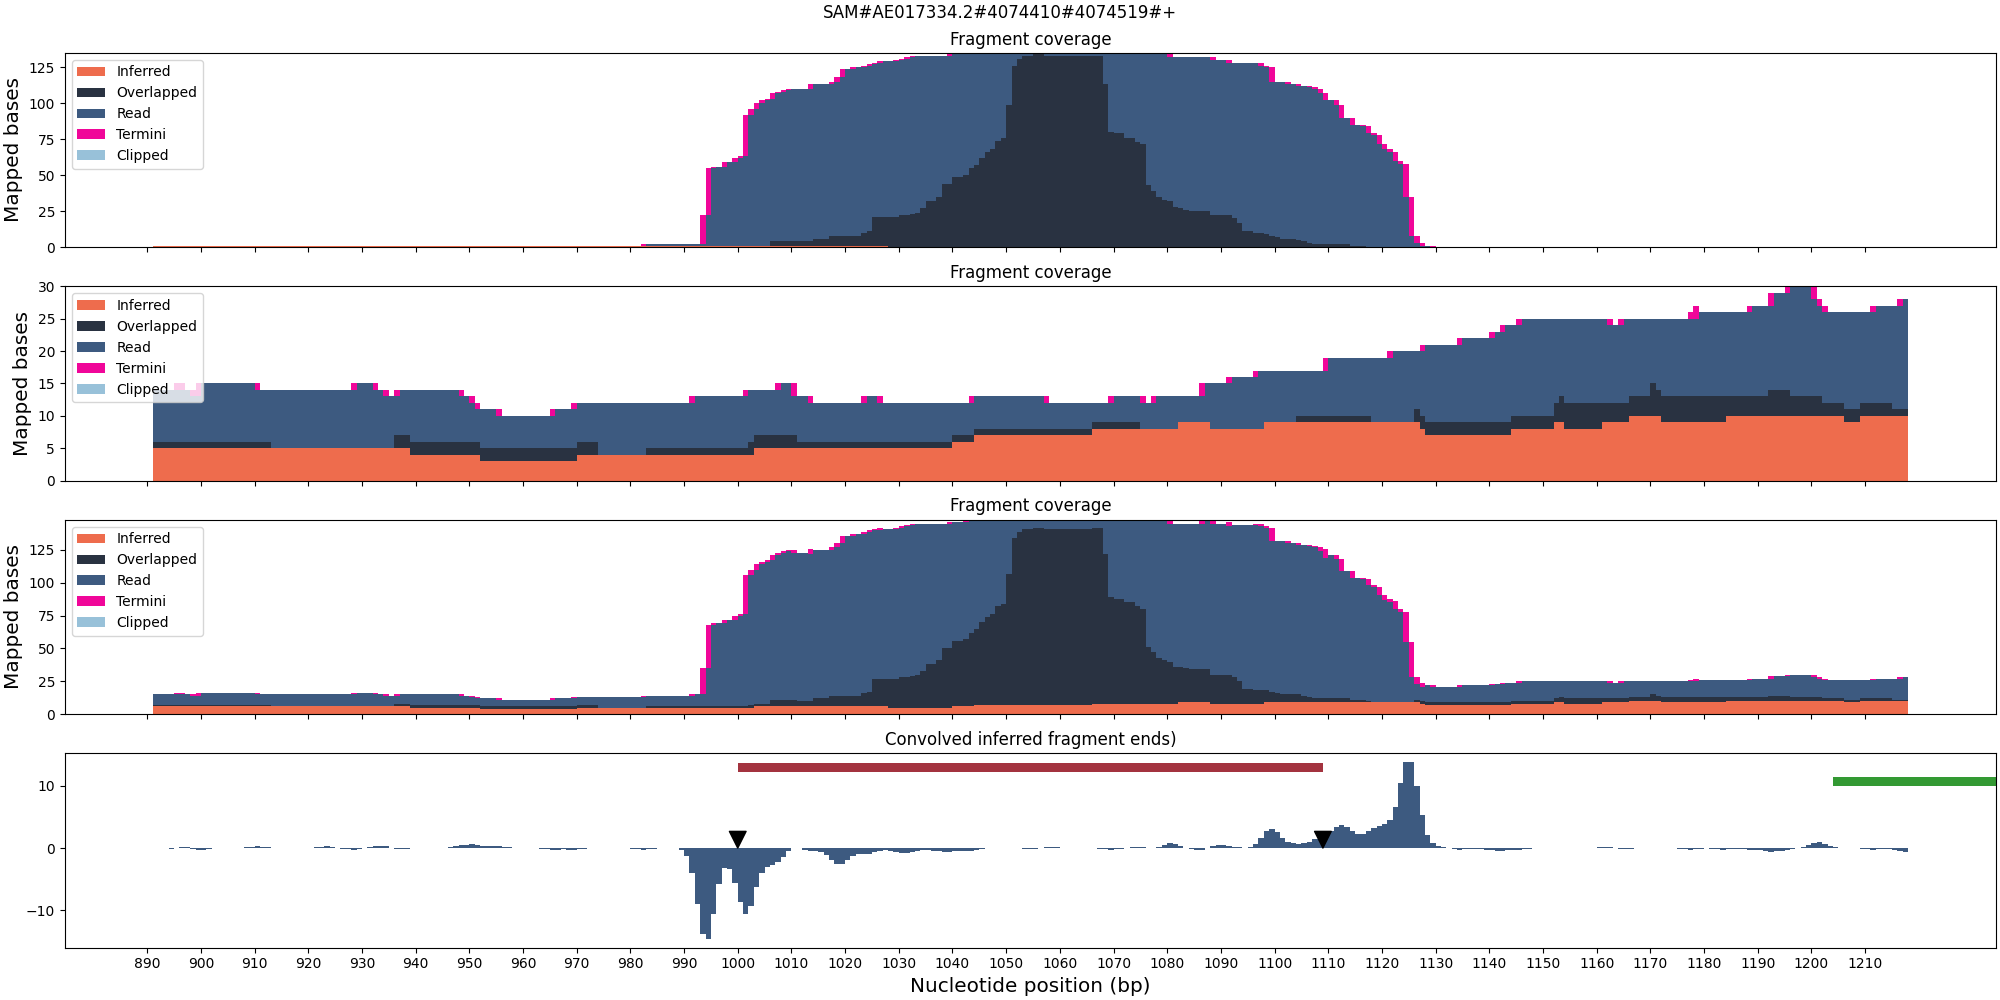 SAM#AE017334.2#4074410#4074519#+
Fragment coverage
Mapped bases
125
100
75
50
25
0
Inferred
Overlapped
Read
Termini
Clipped
Fragment coverage
Mapped bases
30
25
20
15
10
5
0
Inferred
Overlapped
Read
Termini
Clipped
Fragment coverage
Mapped bases
125
100
75
50
25
0
Inferred
Overlapped
Read
Termini
Clipped
Convolved inferred fragment ends)
10
0
−10
890 900 910 920 930 940 950 960 970 980 990 1000 1010 1020 1030 1040 1050 1060 1070 1080 1090 1100 1110 1120 1130 1140 1150 1160 1170 1180 1190 1200 1210
Nucleotide position (bp)